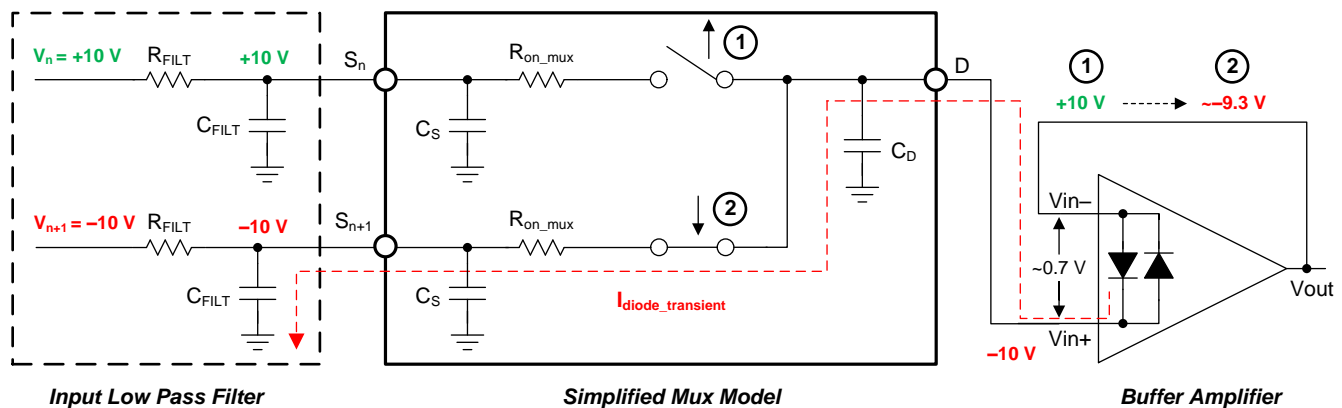 Vn = +10 V
RFILT
+10 V
Sn
Ron_mux
1
D
1
2
+10 V
~–9.3 V
CFILT
CS
CD
Vn+1 = –10 V
RFILT
–10 V
Sn+1
Ron_mux
2
Vin–
~0.7 V
CFILT
CS
Idiode_transient
Vin+
Vout
–10 V
Input Low Pass Filter
Simplified Mux Model
Buffer Amplifier